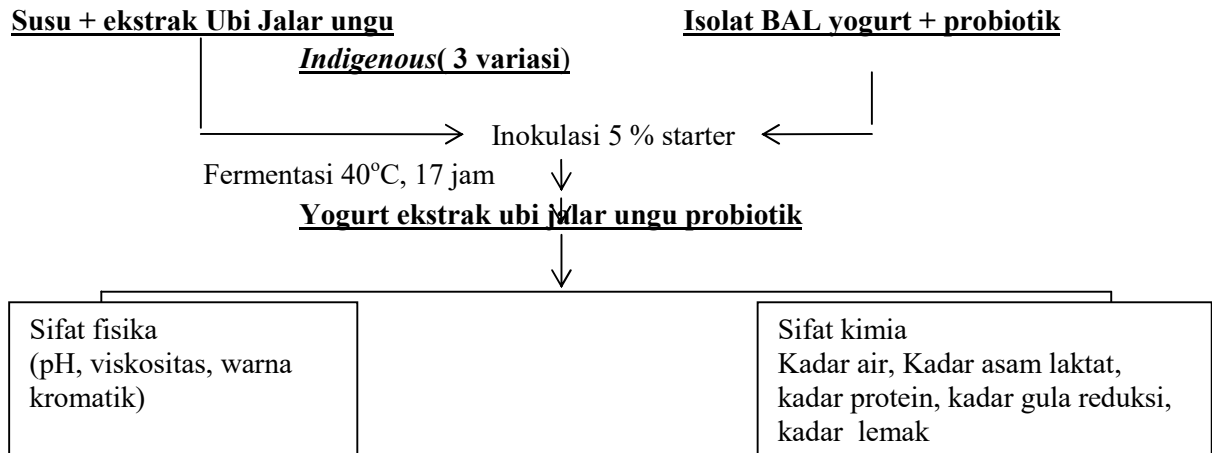 Susu + ekstrak Ubi Jalar ungu
Isolat BAL yogurt + probiotik
Indigenous( 3 variasi)
Inokulasi 5 % starter
Fermentasi 40°C, 17 jam
Yogurt ekstrak ubi jalar ungu probiotik
Sifat fisika
(pH, viskositas, warna
kromatik)
Sifat kimia
Kadar air, Kadar asam laktat,
kadar protein, kadar gula reduksi,
kadar lemak